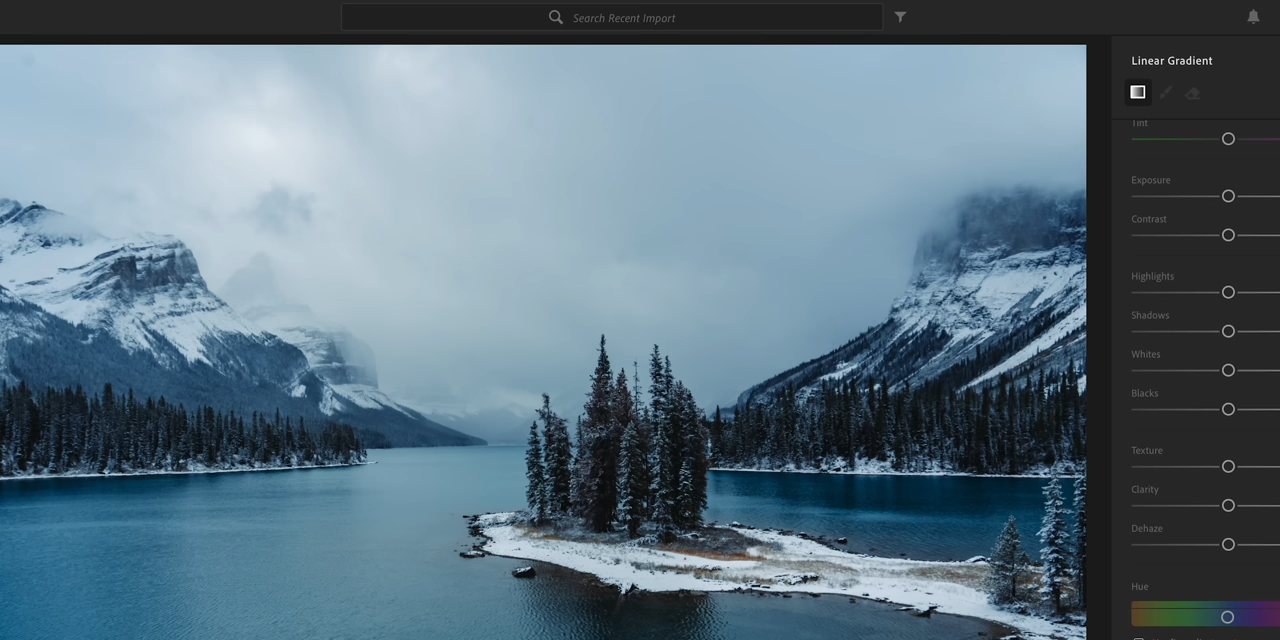 Search Recent Import
Linear Gradient
Tint
Exposure
Contrast
Highlights
Shadows
Whites
Blacks
Texture
Clarity
Dehaze
Hue